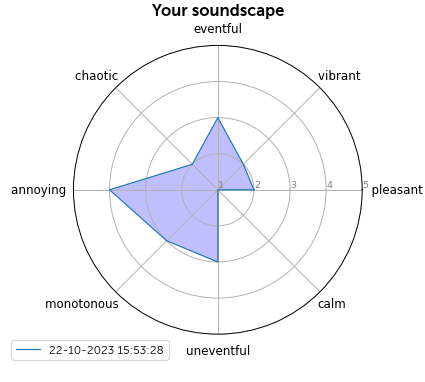 Your soundscape
eventful
chaotic
vibrant
annoying
1 2 3 4 5
pleasant
monotonous
calm
uneventful
22-10-2023 15:53:28